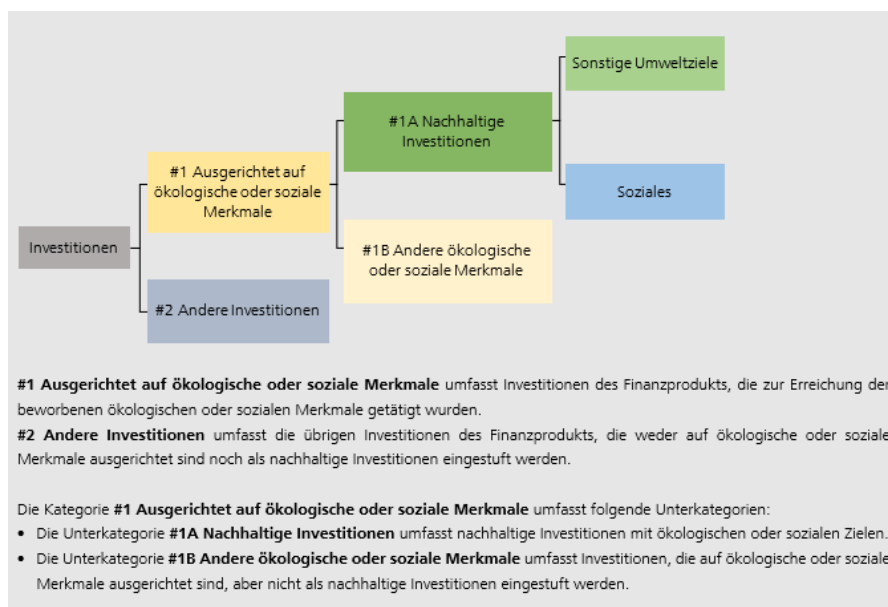 Sonstige Umweltziele
#1A Nachhaltige
Investitionen
#1 Ausgerichtet auf
ökologische oder soziale
Merkmale
Soziales
Investitionen
#1B Andere ökologische
oder soziale Merkmale
#2 Andere Investitionen
#1 Ausgerichtet auf ökologische oder soziale Merkmale umfasst Investitionen des Finanzprodukts, die zur Erreichung der
beworbenen ökologischen oder sozialen Merkmale getätigt wurden.
#2 Andere Investitionen umfasst die übrigen Investitionen des Finanzprodukts, die weder auf ökologische oder soziale
Merkmale ausgerichtet sind noch als nachhaltige Investitionen eingestuft werden.
Die Kategorie #1 Ausgerichtet auf ökologische oder soziale Merkmale umfasst folgende Unterkategorien:
• Die Unterkategorie #1A Nachhaltige Investitionen umfasst nachhaltige Investitionen mit ökologischen oder sozialen Zielen.
• Die Unterkategorie #1B Andere ökologische oder soziale Merkmale umfasst Investitionen, die auf ökologische oder soziale
Merkmale ausgerichtet sind, aber nicht als nachhaltige Investitionen eingestuft werden.